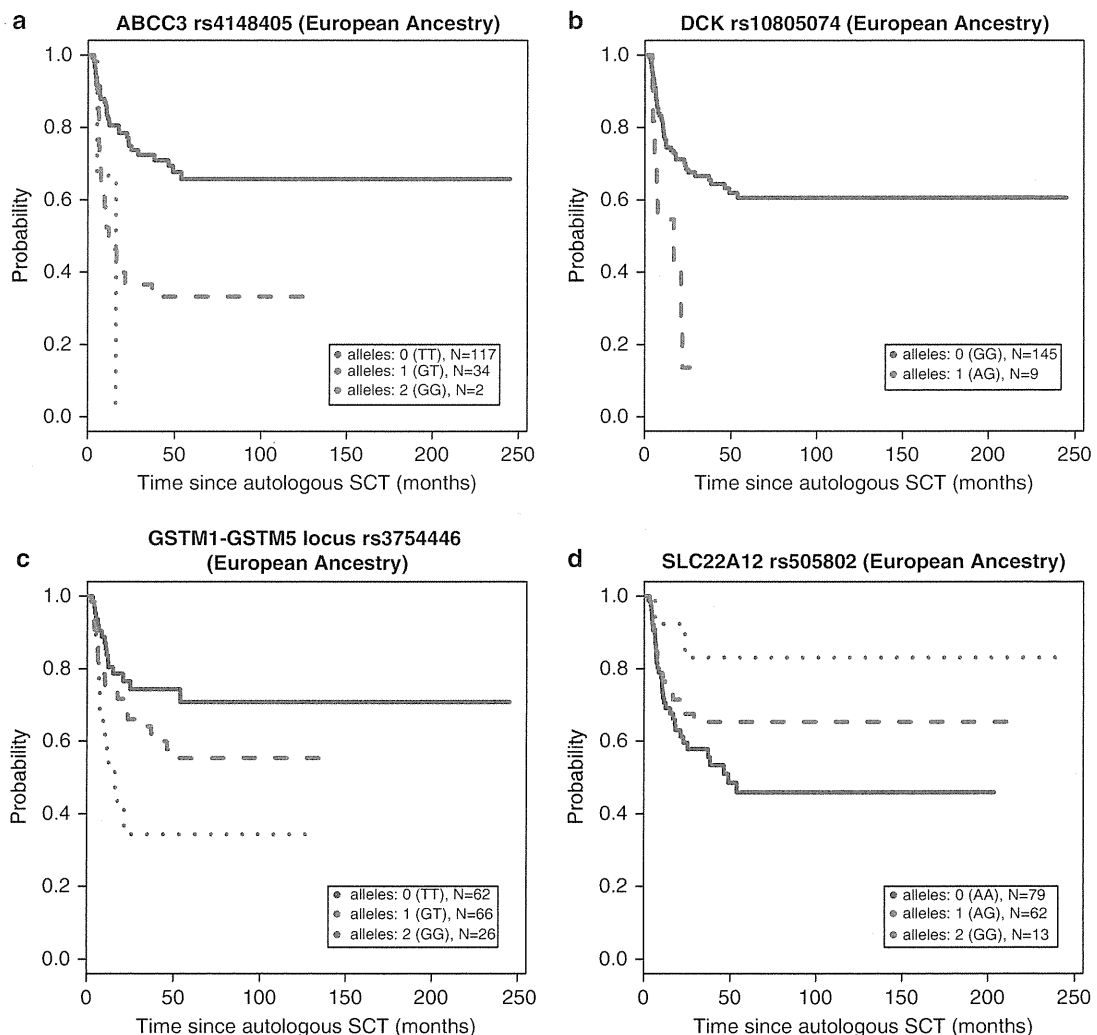 a
ABCC3 rs4148405 (European Ancestry)
1.0
0.8
0.6
0.4
0.2
0.0
Probability
alleles: 0 (TT), N=117
alleles: 1 (GT), N=34
alleles: 2 (GG), N=2
0 50 100 150 200 250
Time since autologous SCT (months)
b
DCK rs10805074 (European Ancestry)
1.0
0.8
0.6
0.4
0.2
0.0
Probability
alleles: 0 (GG), N=145
alleles: 1 (AG), N=9
0 50 100 150 200 250
Time since autologous SCT (months)
c
GSTM1-GSTM5 locus rs3754446
(European Ancestry)
1.0
0.8
0.6
0.4
0.2
0.0
Probability
alleles: 0 (TT), N=62
alleles: 1 (GT), N=66
alleles: 2 (GG), N=26
0 50 100 150 200 250
Time since autologous SCT (months)
d
SLC22A12 rs505802 (European Ancestry)
1.0
0.8
0.6
0.4
0.2
0.0
Probability
alleles: 0 (AA), N=79
alleles: 1 (AG), N=62
alleles: 2 (GG), N=13
0 50 100 150 200 250
Time since autologous SCT (months)